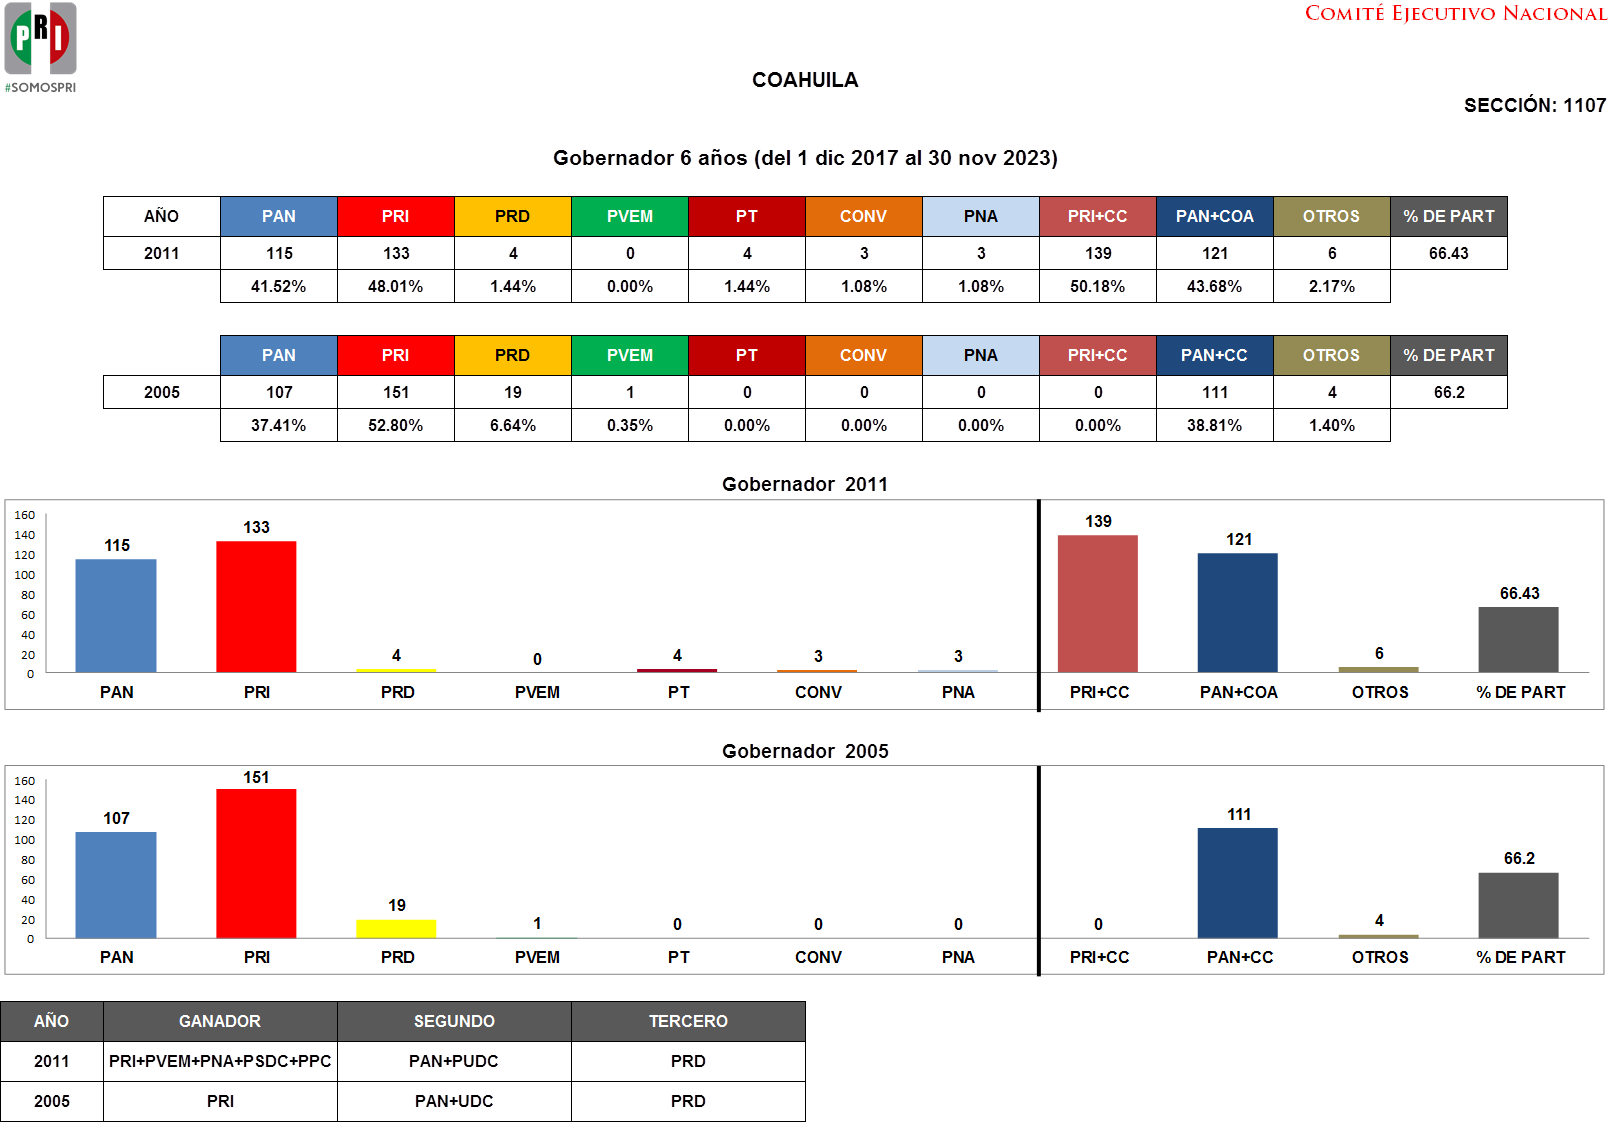 PRI
#SOMOSPRI
COMITÉ EJECUTIVO NACIONAL
COAHUILA
SECCIÓN: 1107
Gobernador 6 años (del 1 dic 2017 al 30 nov 2023)
AÑO PAN PRI PRD PVEM PT CONV PNA PRI+CC PAN+COA OTROS % DE PART
2011 115 133 4 0 4 3 3 139 121 6 66.43
41.52% 48.01% 1.44% 0.00% 1.44% 1.08% 1.08% 50.18% 43.68% 2.17%
PAN PRI PRD PVEM PT CONV PNA PRI+CC PAN+CC OTROS % DE PART
2005 107 151 19 1 0 0 0 0 111 4 66.2
37.41% 52.80% 6.64% 0.35% 0.00% 0.00% 0.00% 0.00% 38.81% 1.40%
Gobernador 2011
160
140
120
100
80
60
40
20
0
115 133 4 0 4 3 3 139 121 6 66.43
PAN PRI PRD PVEM PT CONV PNA PRI+CC PAN+COA OTROS % DE PART
Gobernador 2005
160
140
120
100
80
60
40
20
0
107 151 19 1 0 0 0 0 111 4 66.2
PAN PRI PRD PVEM PT CONV PNA PRI+CC PAN+CC OTROS % DE PART
AÑO GANADOR SEGUNDO TERCERO
2011 PRI+PVEM+PNA+PSDC+PPC PAN+PUDC PRD
2005 PRI PAN+UDC PRD